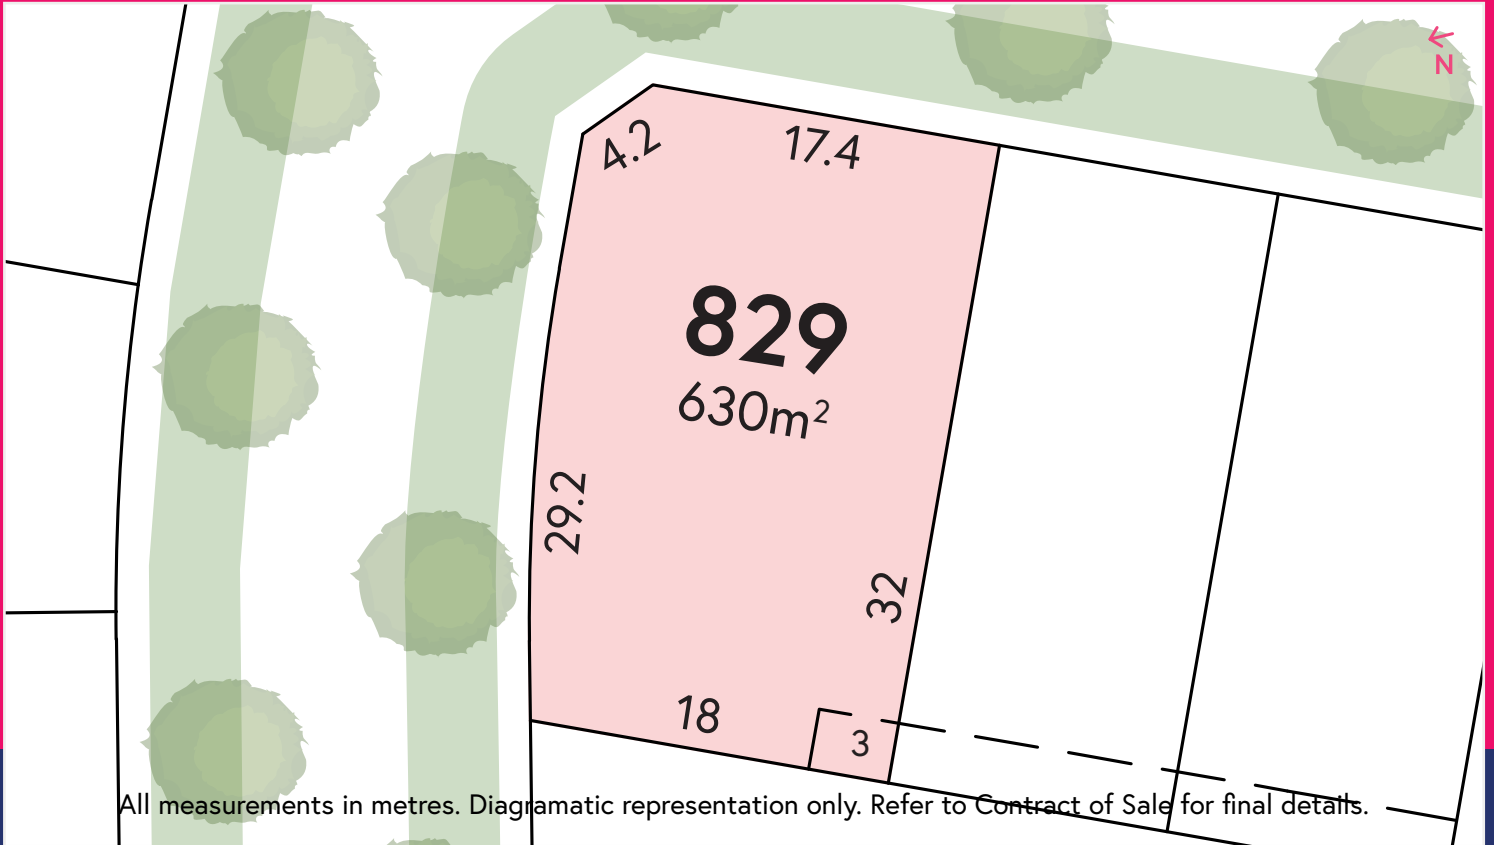 N
4.2
17.4
829
630m²
29.2
32
18
3
All measurements in metres. Diagramatic representation only. Refer to Contract of Sale for final details.